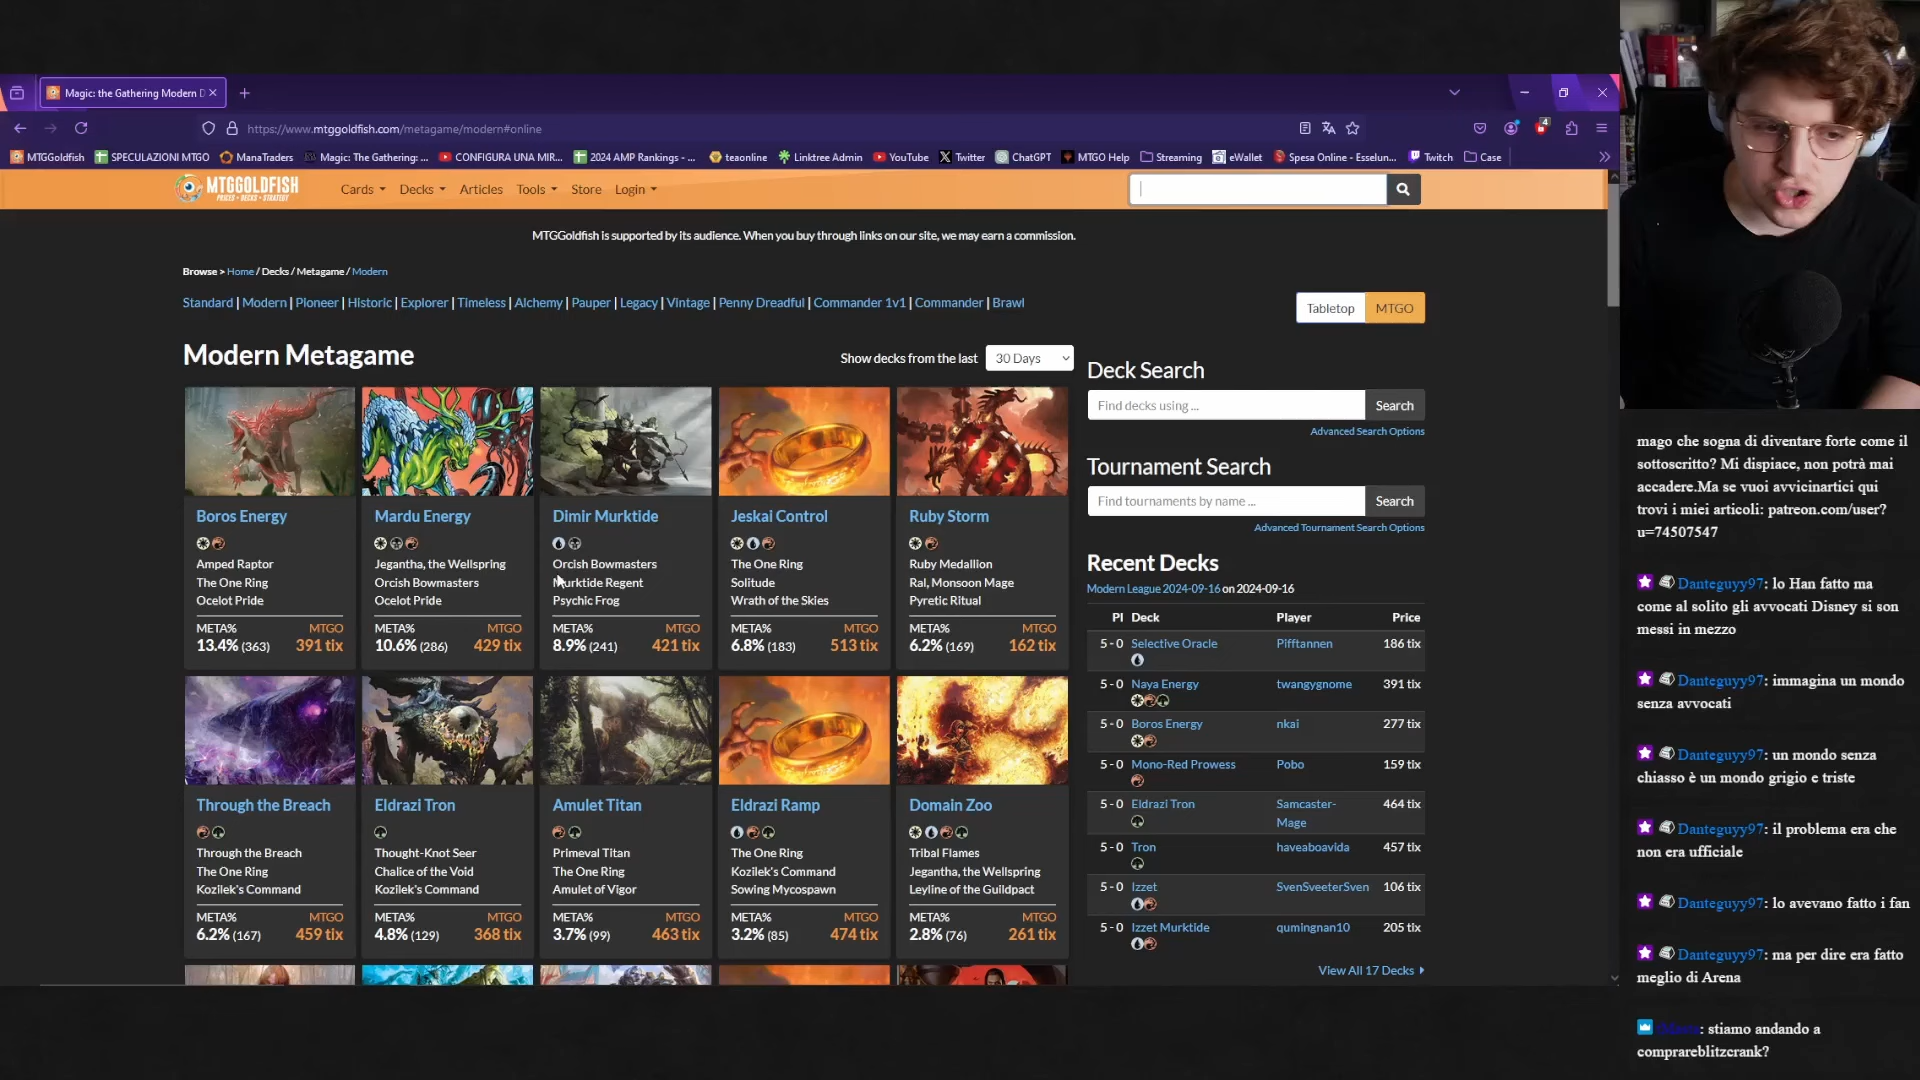 Magic: the Gathering Modern D
https://www.mtggoldfish.com/metagame/modern#online
4
MTGGoldfish SPECULAZIONI MTGO ManaTraders Magic: The Gathering: ... CONFIGURA UNA MIR... 2024 AMP Rankings - ... teaonline Linktree Admin YouTube Twitter ChatGPT MTGO Help Streaming eWallet Spesa Online - Esselun... Twitch Case
MTGGOLDFISH
PRICES • DECKS • STRATEGY
Cards Decks Articles Tools Store Login
MTGGoldfish is supported by its audience. When you buy through links on our site, we may earn a commission.
Browse > Home / Decks / Metagame / Modern
Standard | Modern | Pioneer | Historic | Explorer | Timeless | Alchemy | Pauper | Legacy | Vintage | Penny Dreadful | Commander 1v1 | Commander | Brawl
Tabletop MTGO
Modern Metagame
Show decks from the last 30 Days
Boros Energy
Amped Raptor
The One Ring
Ocelot Pride
META% MTGO
13.4% (363) 391 tix
Mardu Energy
Jegantha, the Wellspring
Orcish Bowmasters
Ocelot Pride
META% MTGO
10.6% (286) 429 tix
Dimir Murktide
Orcish Bowmasters
Murktide Regent
Psychic Frog
META% MTGO
8.9% (241) 421 tix
Jeskai Control
The One Ring
Solitude
Wrath of the Skies
META% MTGO
6.8% (183) 513 tix
Ruby Storm
Ruby Medallion
Ral, Monsoon Mage
Pyretic Ritual
META% MTGO
6.2% (169) 162 tix
Through the Breach
Through the Breach
The One Ring
Kozilek's Command
META% MTGO
6.2% (167) 459 tix
Eldrazi Tron
Thought-Knot Seer
Chalice of the Void
Kozilek's Command
META% MTGO
4.8% (129) 368 tix
Amulet Titan
Primeval Titan
The One Ring
Amulet of Vigor
META% MTGO
3.7% (99) 463 tix
Eldrazi Ramp
The One Ring
Kozilek's Command
Sowing Mycospawn
META% MTGO
3.2% (85) 474 tix
Domain Zoo
Tribal Flames
Jegantha, the Wellspring
Leyline of the Guildpact
META% MTGO
2.8% (76) 261 tix
Deck Search
Find decks using ... Search
Advanced Search Options
Tournament Search
Find tournaments by name ... Search
Advanced Tournament Search Options
Recent Decks
Modern League 2024-09-16 on 2024-09-16
Pl Deck Player Price
5 - 0 Selective Oracle Pifftannen 186 tix
5 - 0 Naya Energy twangygnome 391 tix
5 - 0 Boros Energy nkai 277 tix
5 - 0 Mono-Red Prowess Pobo 159 tix
5 - 0 Eldrazi Tron Samcaster-
Mage 464 tix
5 - 0 Tron haveaboavida 457 tix
5 - 0 Izzet SvenSveeterSven 106 tix
5 - 0 Izzet Murktide qumingnan10 205 tix
View All 17 Decks
mago che sogna di diventare forte come il
sottoscritto? Mi dispiace, non potrà mai
accadere.Ma se vuoi avvicinartici qui
trovi i miei articoli: patreon.com/user?
u=74507547
Danteguyy97: lo Han fatto ma
come al solito gli avvocati Disney si son
messi in mezzo
Danteguyy97: immagina un mondo
senza avvocati
Danteguyy97: un mondo senza
chiasso è un mondo grigio e triste
Danteguyy97: il problema era che
non era ufficiale
Danteguyy97: lo avevano fatto i fan
Danteguyy97: ma per dire era fatto
meglio di Arena
: stiamo andando a
comprareblitzcrank?